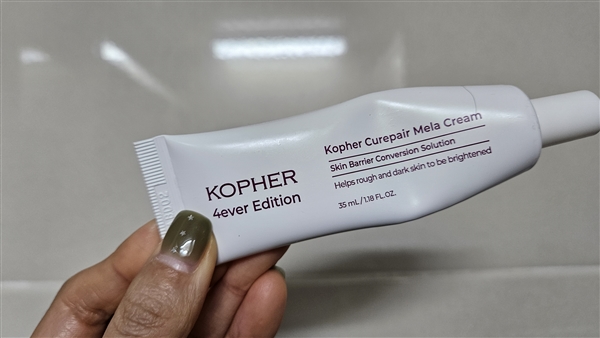 KOPHER
4ever Edition
Kopher Curepair Mela Cream
Skin Barrier Conversion Solution
Helps rough and dark skin to be brightened
35 mL / 1.18 FL.OZ.